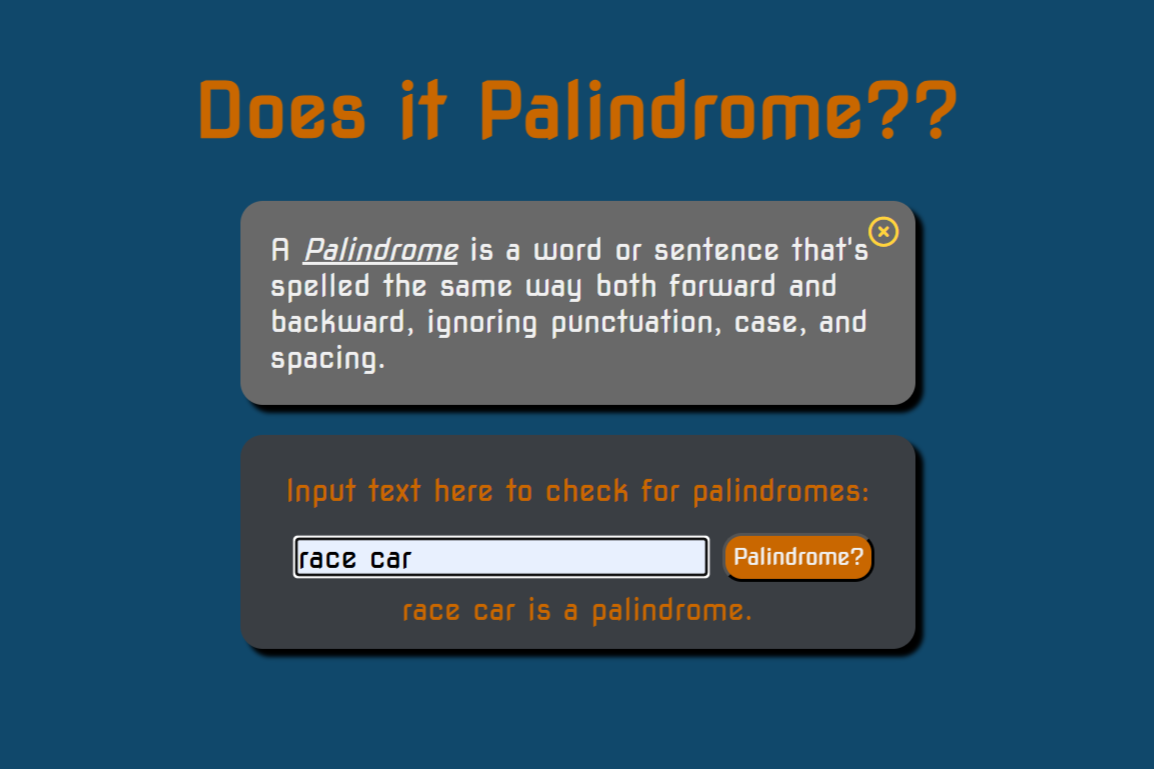 Does it Palindrome??
A Palindrome is a word or sentence that's
spelled the same way both forward and
backward, ignoring punctuation, case, and
spacing.
Input text here to check for palindromes:
race car
Palindrome?
race car is a palindrome.